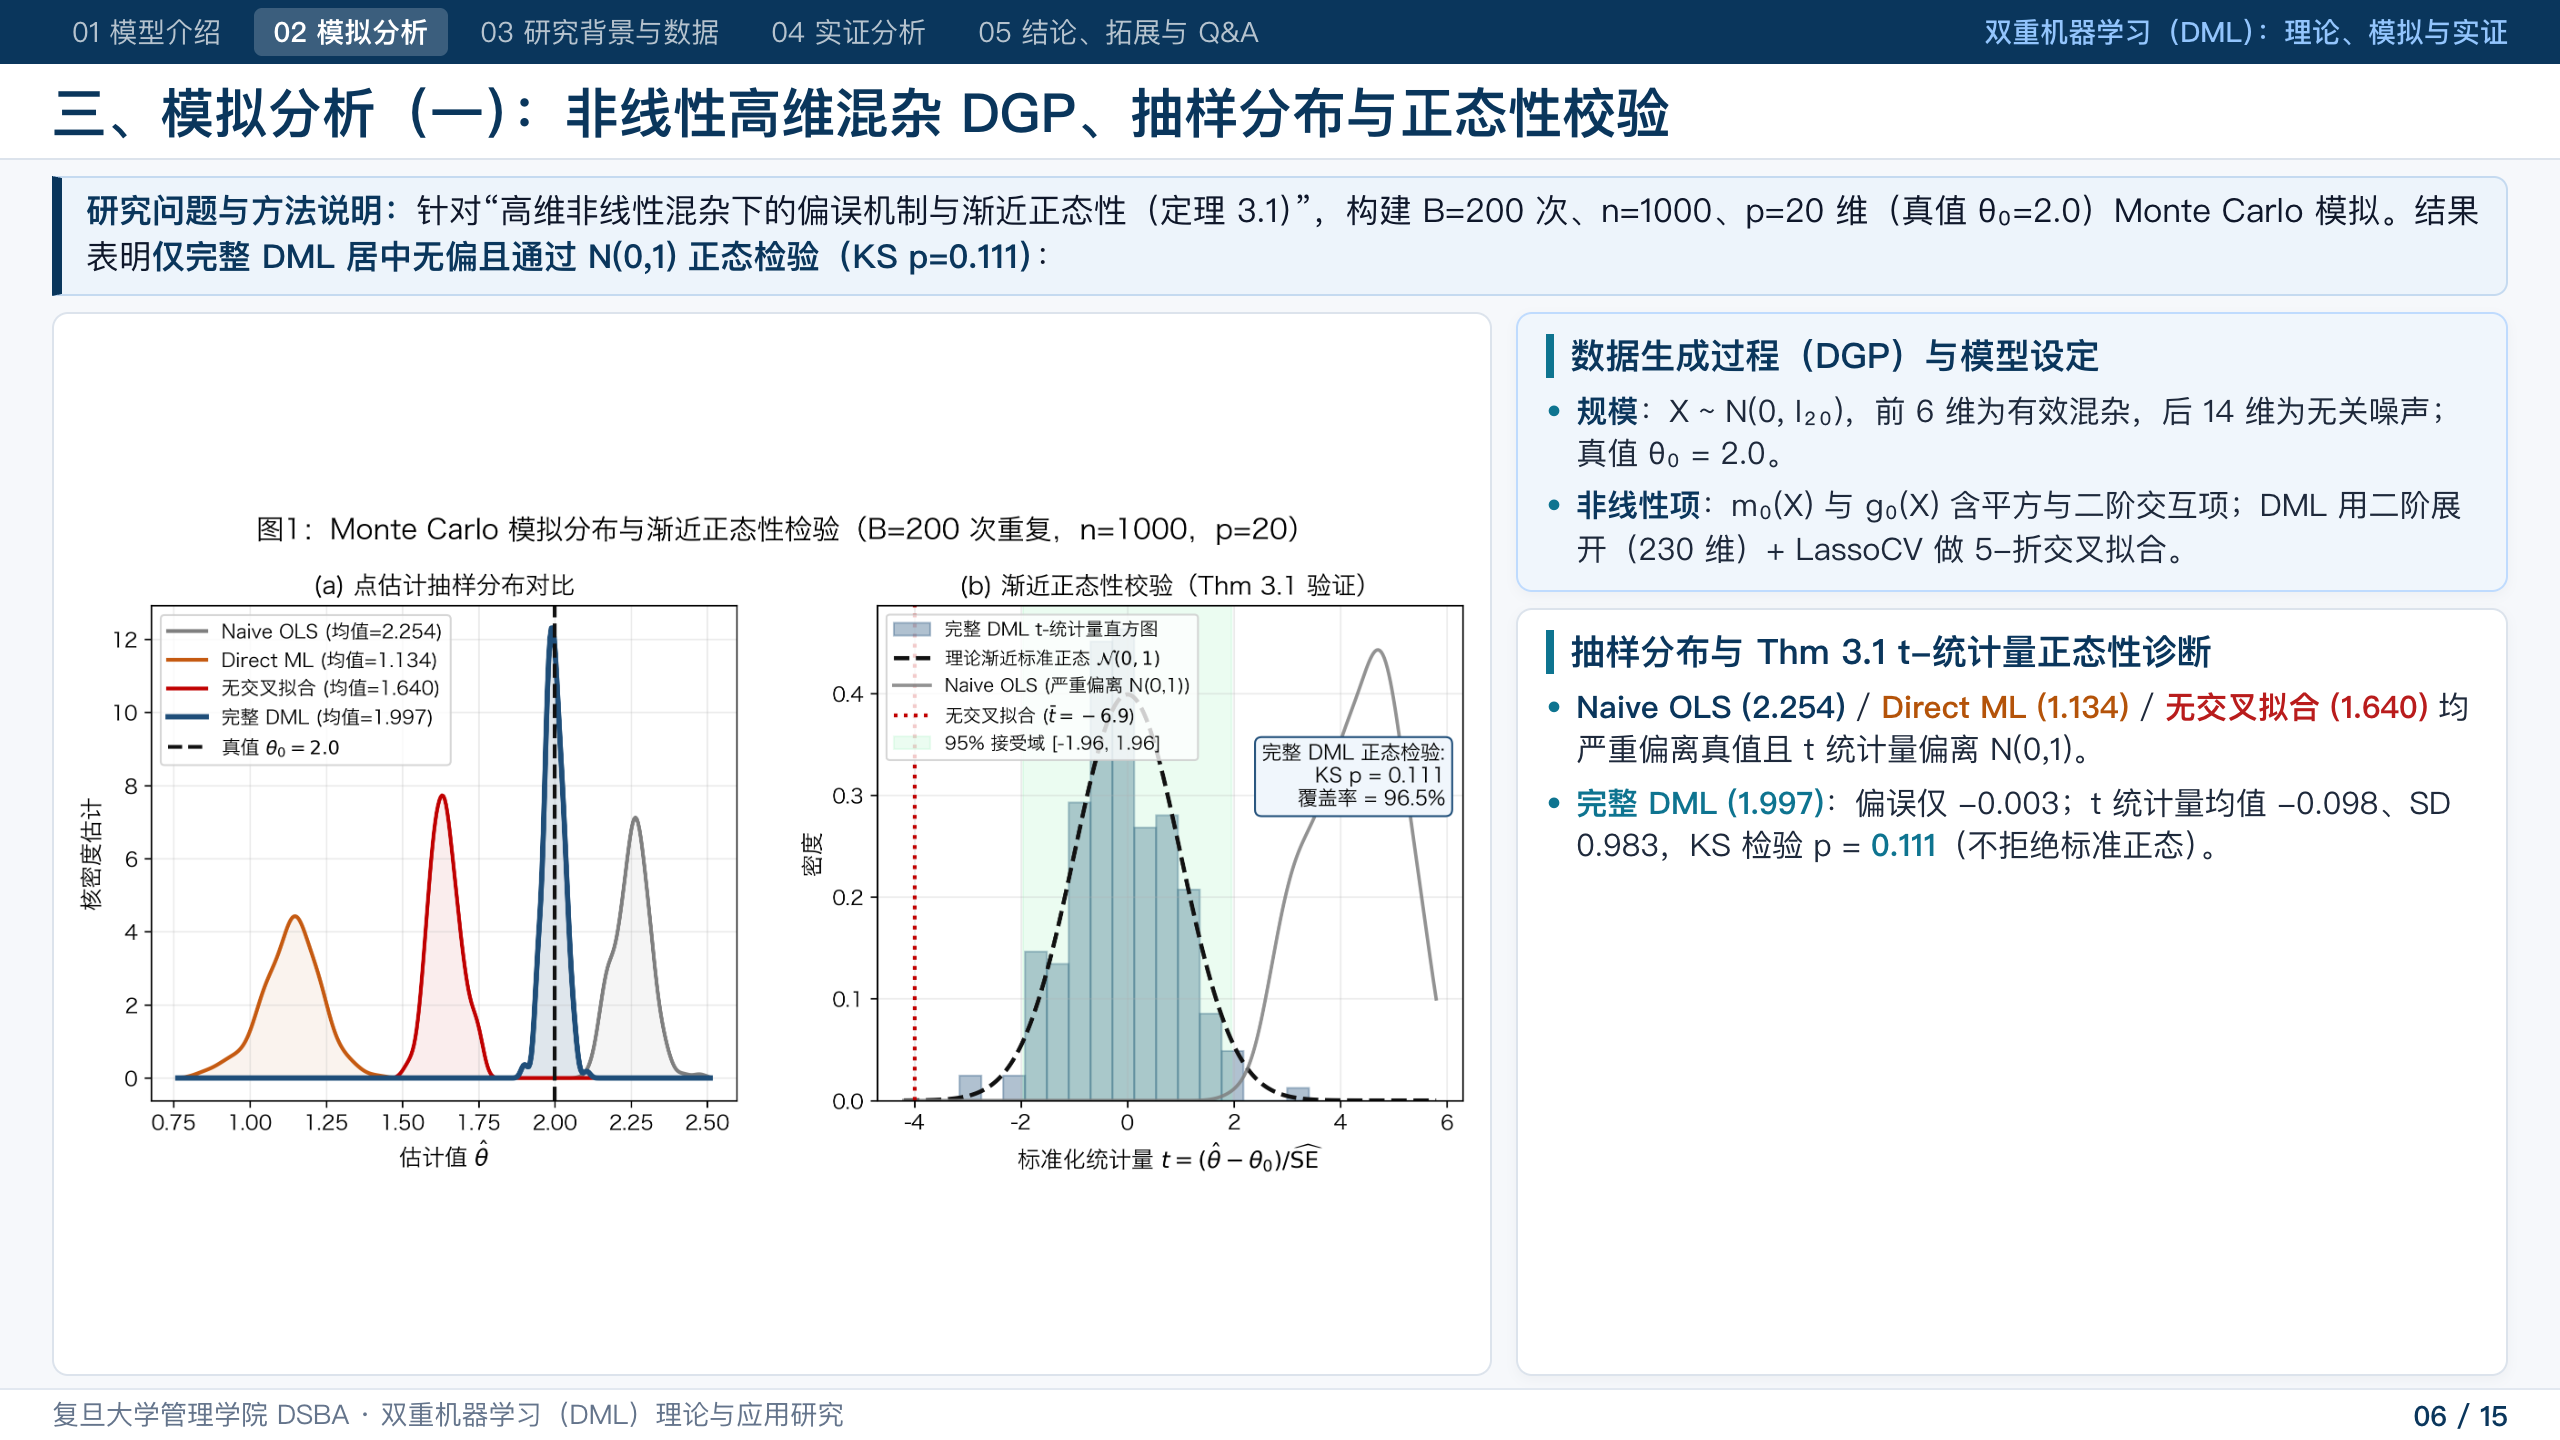 01 模型介绍
02 模拟分析
03 研究背景与数据
04 实证分析
05 结论、拓展与 Q&A
双重机器学习（DML）：理论、模拟与实证
三、模拟分析（一）：非线性高维混杂 DGP、抽样分布与正态性校验
研究问题与方法说明：针对“高维非线性混杂下的偏误机制与渐近正态性（定理 3.1）”，构建 B=200 次、n=1000、p=20 维（真值 θ₀=2.0）Monte Carlo 模拟。结果
表明仅完整 DML 居中无偏且通过 N(0,1) 正态检验（KS p=0.111）：
图1：Monte Carlo 模拟分布与渐近正态性检验（B=200 次重复，n=1000，p=20）
(a) 点估计抽样分布对比
Naive OLS (均值=2.254)
Direct ML (均值=1.134)
无交叉拟合 (均值=1.640)
完整 DML (均值=1.997)
真值 θ₀ = 2.0
核密度估计
12
10
8
6
4
2
0
0.75 1.00 1.25 1.50 1.75 2.00 2.25 2.50
估计值 θ̂
(b) 渐近正态性校验（Thm 3.1 验证）
完整 DML t-统计量直方图
理论渐近标准正态 𝒩(0, 1)
Naive OLS (严重偏离 N(0,1))
无交叉拟合 (t̄ = −6.9)
95% 接受域 [-1.96, 1.96]
完整 DML 正态检验:
KS p = 0.111
覆盖率 = 96.5%
密度
0.4
0.3
0.2
0.1
0.0
-4 -2 0 2 4 6
标准化统计量 t = (θ̂ − θ₀)/SE^
数据生成过程（DGP）与模型设定
• 规模：X ~ N(0, I₂₀)，前 6 维为有效混杂，后 14 维为无关噪声；
真值 θ₀ = 2.0。
• 非线性项：m₀(X) 与 g₀(X) 含平方与二阶交互项；DML 用二阶展
开（230 维）+ LassoCV 做 5-折交叉拟合。
抽样分布与 Thm 3.1 t-统计量正态性诊断
• Naive OLS (2.254) / Direct ML (1.134) / 无交叉拟合 (1.640) 均
严重偏离真值且 t 统计量偏离 N(0,1)。
• 完整 DML (1.997)：偏误仅 −0.003；t 统计量均值 −0.098、SD
0.983，KS 检验 p = 0.111（不拒绝标准正态）。
复旦大学管理学院 DSBA · 双重机器学习（DML）理论与应用研究
06 / 15